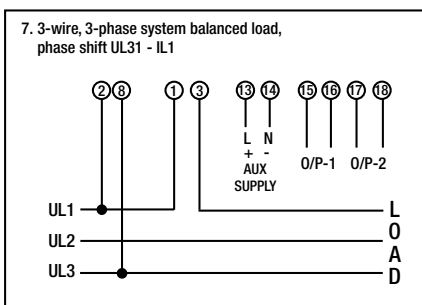 7. 3-wire, 3-phase system balanced load,
phase shift UL31 - IL1
2 8 1 3 13 14 15 16 17 18
L N
+ -
AUX
SUPPLY
O/P-1 O/P-2
UL1
UL2
UL3
L
O
A
D